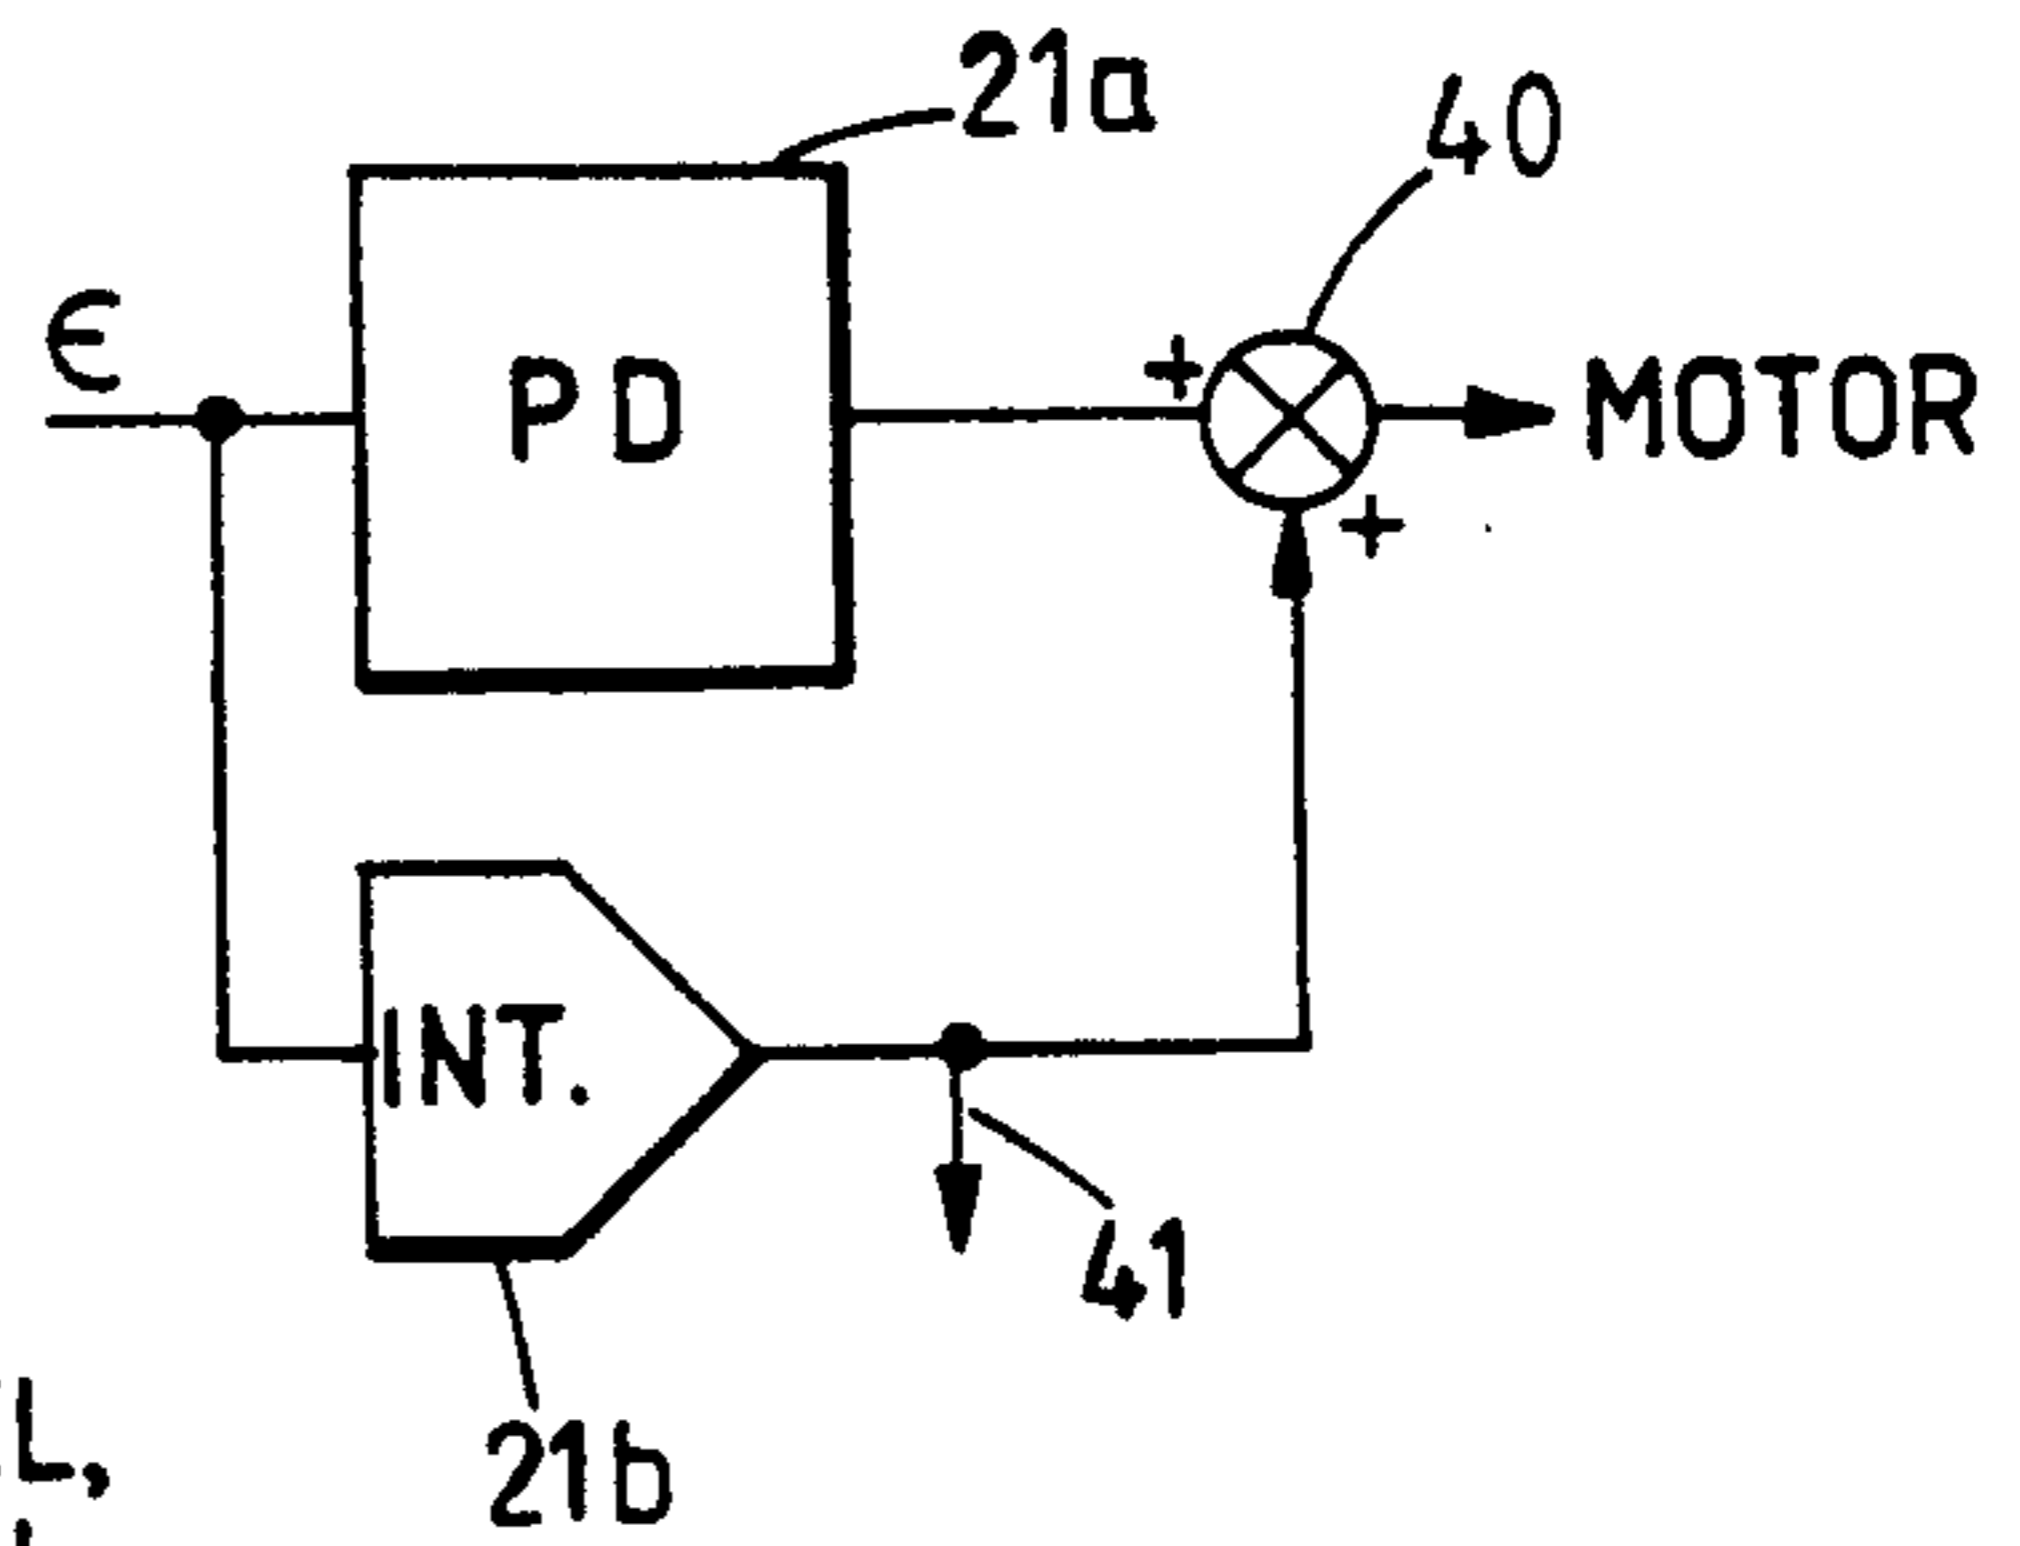 21a
40
ϵ
PD
+
MOTOR
+
INT.
41
21b
L,